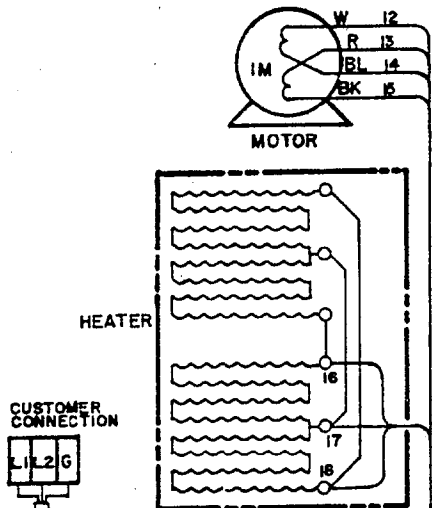 W 12
R 13
1M BL 14
BK 15
MOTOR
HEATER
16
17
18
CUSTOMER
CONNECTION
L1 L2 G